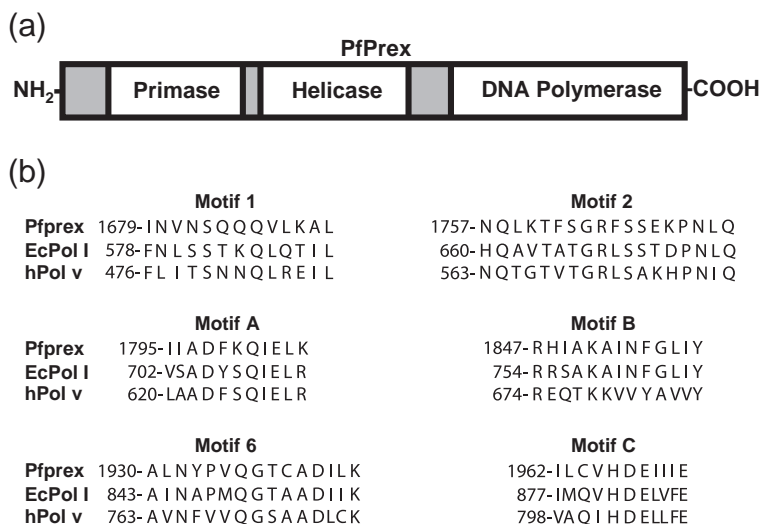 (a)
PfPrex
NH2 Primase Helicase DNA Polymerase COOH
(b)
Motif 1 Motif 2
Pfprex 1679-INVNSQQQVLKAL 1757-NQLKTFSGRFSSEKPNLQ
EcPol I 578-FNLSSTKQLQTIL 660-HQAVTATGRLSSTDPNLQ
hPol ν 476-FLITSNNQLREIL 563-NQTGTVTGRLSAKHPNIQ
Motif A Motif B
Pfprex 1795-IIADFKQIELK 1847-RHIAKAINFGLIY
EcPol I 702-VSADYSQIELR 754-RRSAKAINFGLIY
hPol ν 620-LAADFSQIELR 674-REQTKKVVYAVVY
Motif 6 Motif C
Pfprex 1930-ALNYPVQGTCADILK 1962-ILCVHDEIIIE
EcPol I 843-AINAPMQGTAADIIK 877-IMQVHDELVFE
hPol ν 763-AVNFVVQGSAADLCK 798-VAQIHDELLFE